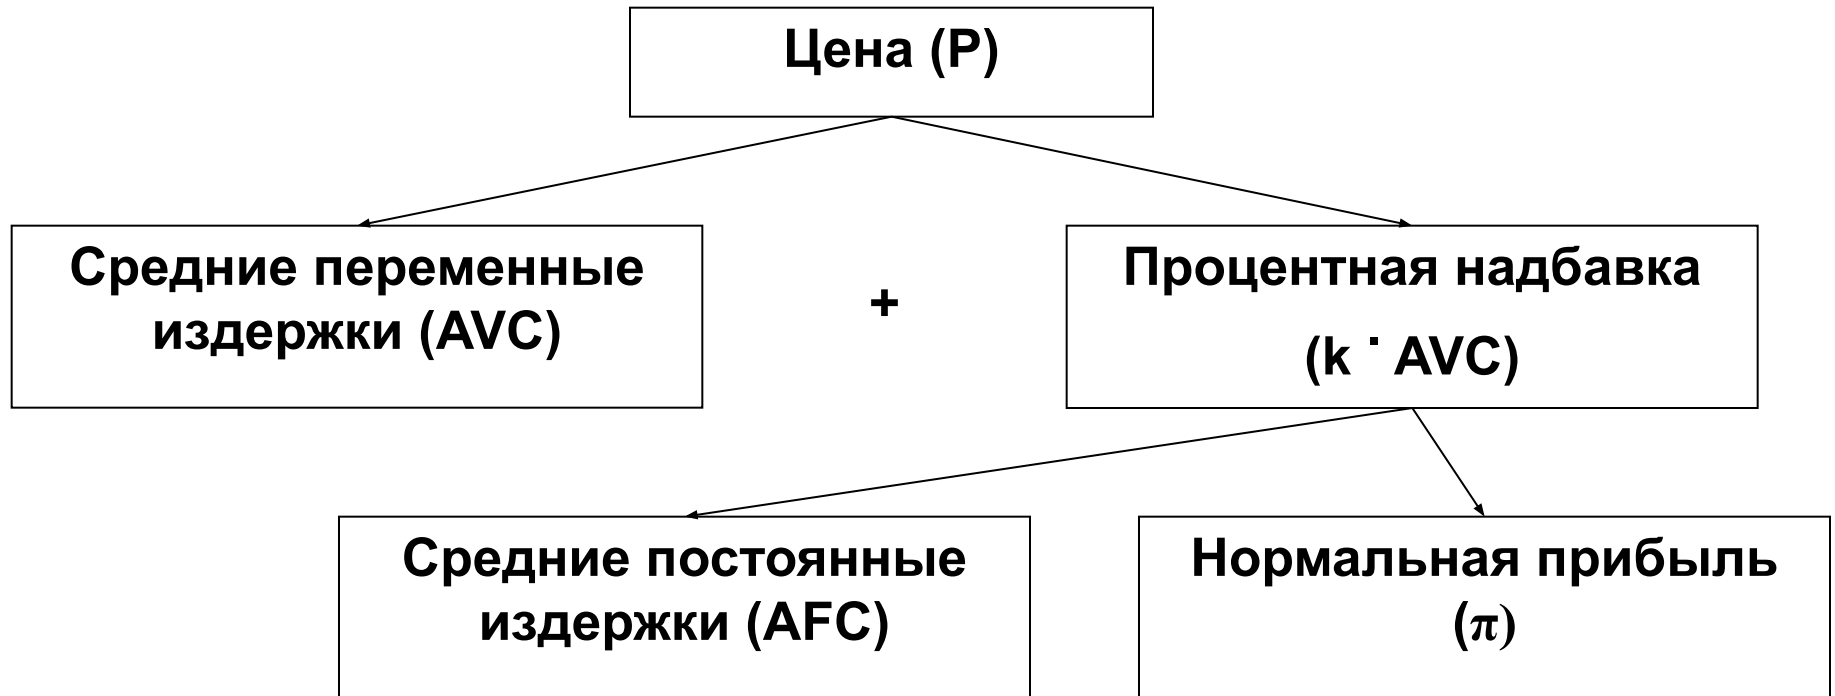 Цена (P)
Средние переменные
издержки (AVC)
+
Процентная надбавка
(k · AVC)
Средние постоянные
издержки (AFC)
Нормальная прибыль
(π)